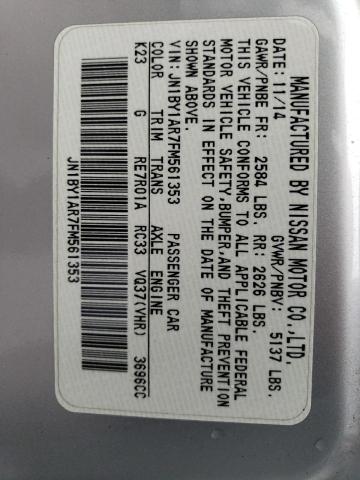 MANUFACTURED BY NISSAN MOTOR CO.,LTD.
DATE: 11/14 GVWR/PNBV: 5137 LBS.
GAWR/PNBE FR: 2584 LBS. RR: 2626 LBS.
THIS VEHICLE CONFORMS TO ALL APPLICABLE FEDERAL
MOTOR VEHICLE SAFETY,BUMPER,AND THEFT PREVENTION
STANDARDS IN EFFECT ON THE DATE OF MANUFACTURE
SHOWN ABOVE.
VIN: JN1BY1AR7FM561353 PASSENGER CAR
COLOR TRIM TRANS AXLE ENGINE
K23 G RE7R01A RC33 VQ37(VHR) 3696CC
JN1BY1AR7FM561353